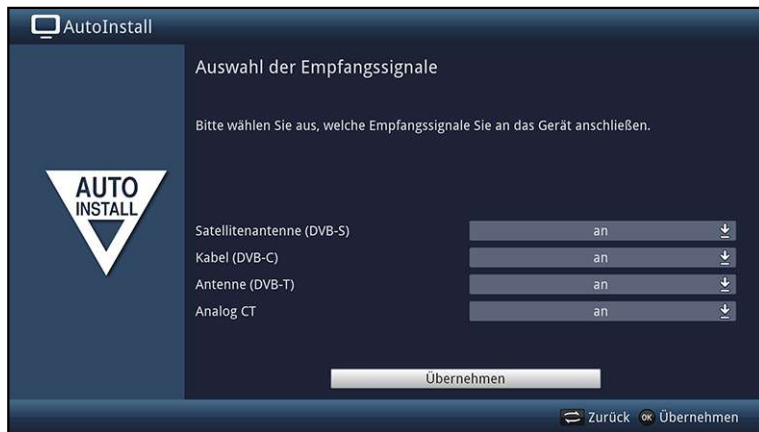 AutoInstall
Auswahl der Empfangssignale
Bitte wählen Sie aus, welche Empfangssignale Sie an das Gerät anschließen.
AUTO
INSTALL
Satellitenantenne (DVB-S) an
Kabel (DVB-C) an
Antenne (DVB-T) an
Analog CT an
Übernehmen
Zurück OK Übernehmen